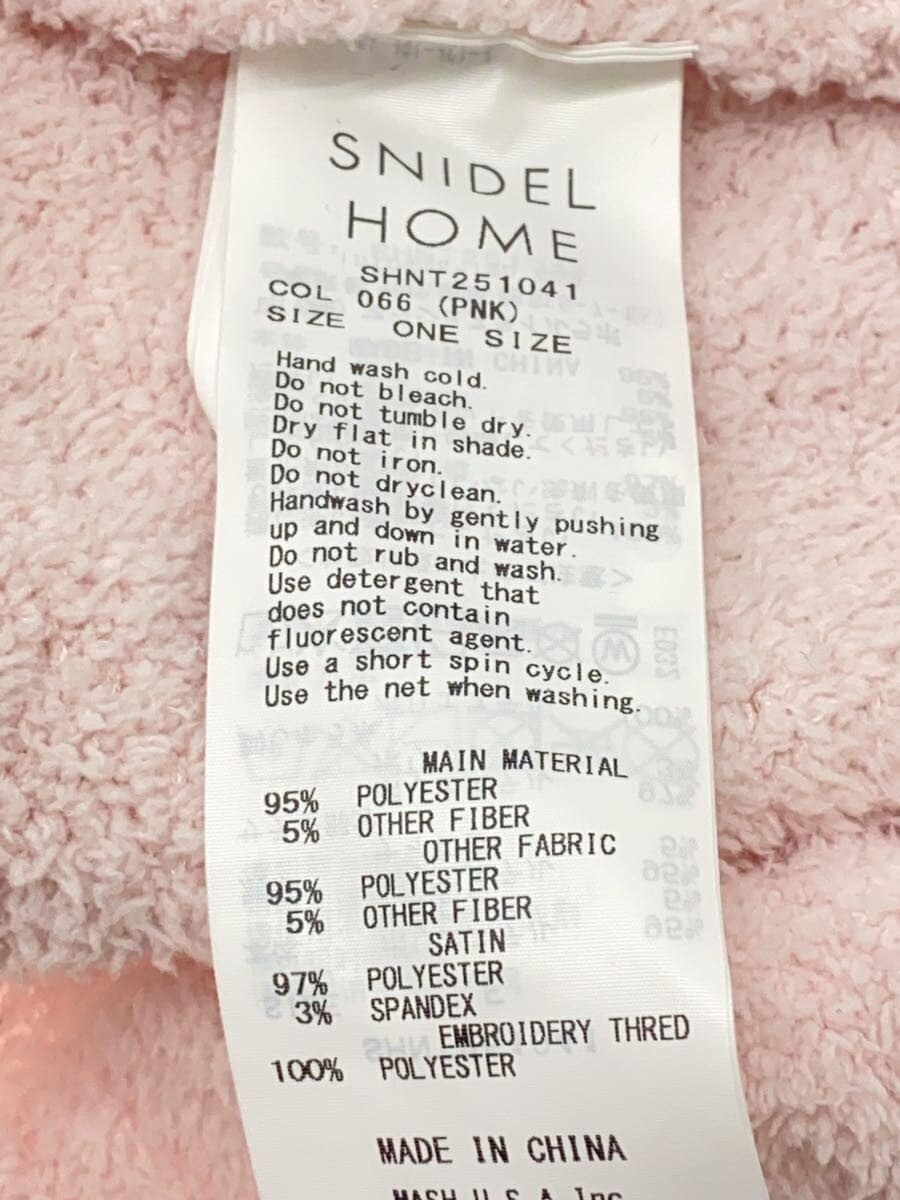 SNIDEL
HOME
SHNT251041
COL 066 (PNK)
SIZE ONE SIZE
Hand wash cold.
Do not bleach.
Do not tumble dry.
Dry flat in shade.
Do not iron.
Do not dryclean.
Handwash by gently pushing
up and down in water.
Do not rub and wash.
Use detergent that
does not contain
fluorescent agent.
Use a short spin cycle.
Use the net when washing.
MAIN MATERIAL
95% POLYESTER
5% OTHER FIBER
OTHER FABRIC
95% POLYESTER
5% OTHER FIBER
SATIN
97% POLYESTER
3% SPANDEX
EMBROIDERY THRED
100% POLYESTER
MADE IN CHINA
MASH U.S.A Inc